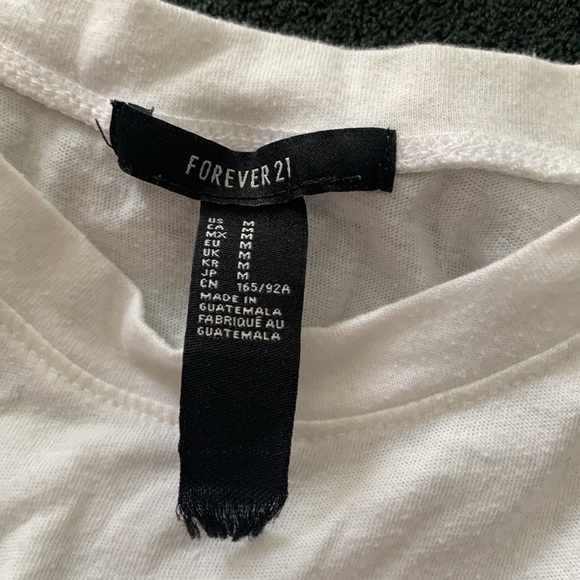 FOREVER 21
US M
CA M
MX M
EU M
UK M
KR M
JP M
CN 165/92A
MADE IN
GUATEMALA
FABRIQUÉ AU
GUATEMALA